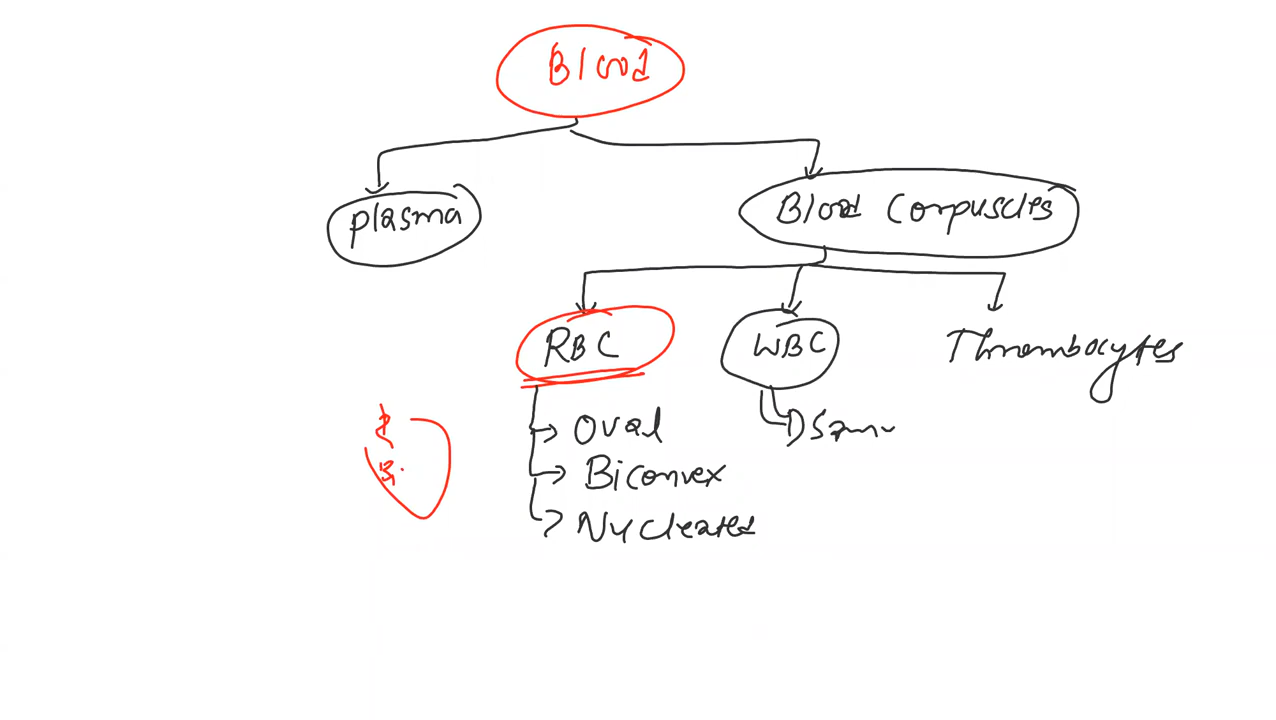 Blood
Plasma
Blood Corpuscles
RBC
WBC
Thrombocytes
Oval
Biconvex
Nucleated